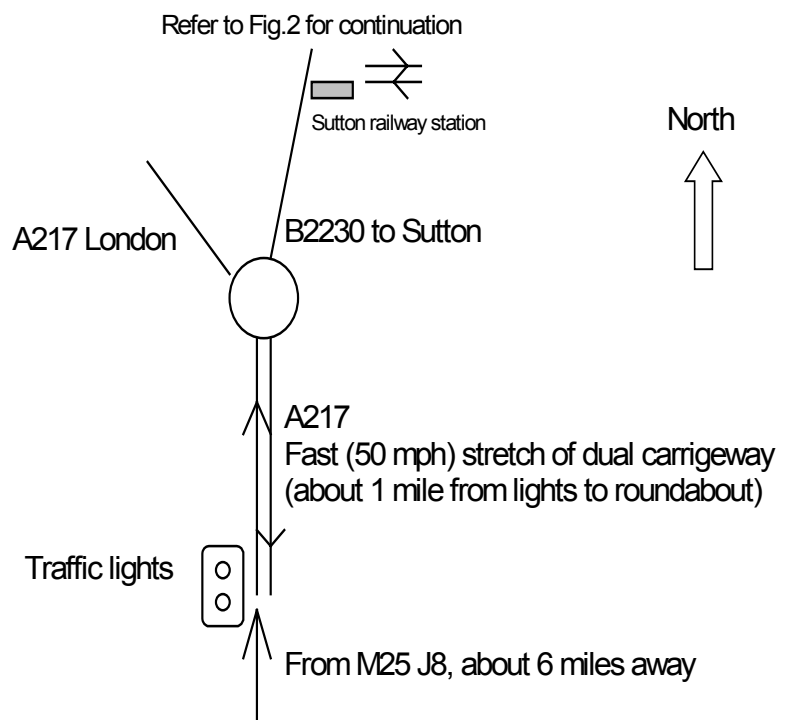 Refer to Fig.2 for continuation
Sutton railway station
North
A217 London
B2230 to Sutton
A217
Fast (50 mph) stretch of dual carrigeway
(about 1 mile from lights to roundabout)
Traffic lights
From M25 J8, about 6 miles away